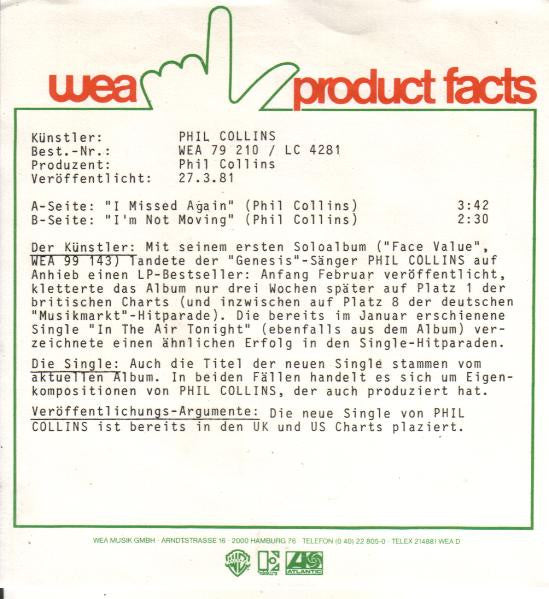 wea product facts
Künstler: PHIL COLLINS
Best.-Nr.: WEA 79 210 / LC 4281
Produzent: Phil Collins
Veröffentlicht: 27.3.81
A-Seite: "I Missed Again" (Phil Collins) 3:42
B-Seite: "I'm Not Moving" (Phil Collins) 2:30
Der Künstler: Mit seinem ersten Soloalbum ("Face Value",
WEA 99 143) landete der "Genesis"-Sänger PHIL COLLINS auf
Anhieb einen LP-Bestseller: Anfang Februar veröffentlicht,
kletterte das Album nur drei Wochen später auf Platz 1 der
britischen Charts (und inzwischen auf Platz 8 der deutschen
"Musikmarkt"-Hitparade). Die bereits im Januar erschienene
Single "In The Air Tonight" (ebenfalls aus dem Album) ver-
zeichnete einen ähnlichen Erfolg in den Single-Hitparaden.
Die Single: Auch die Titel der neuen Single stammen vom
aktuellen Album. In beiden Fällen handelt es sich um Eigen-
kompositionen von PHIL COLLINS, der auch produziert hat.
Veröffentlichungs-Argumente: Die neue Single von PHIL
COLLINS ist bereits in den UK und US Charts plaziert.
WEA MUSIK GMBH · ARNDTSTRASSE 16 · 2000 HAMBURG 76 · TELEFON (0 40) 22 805-0 · TELEX 214881 WEA D
ATLANTIC